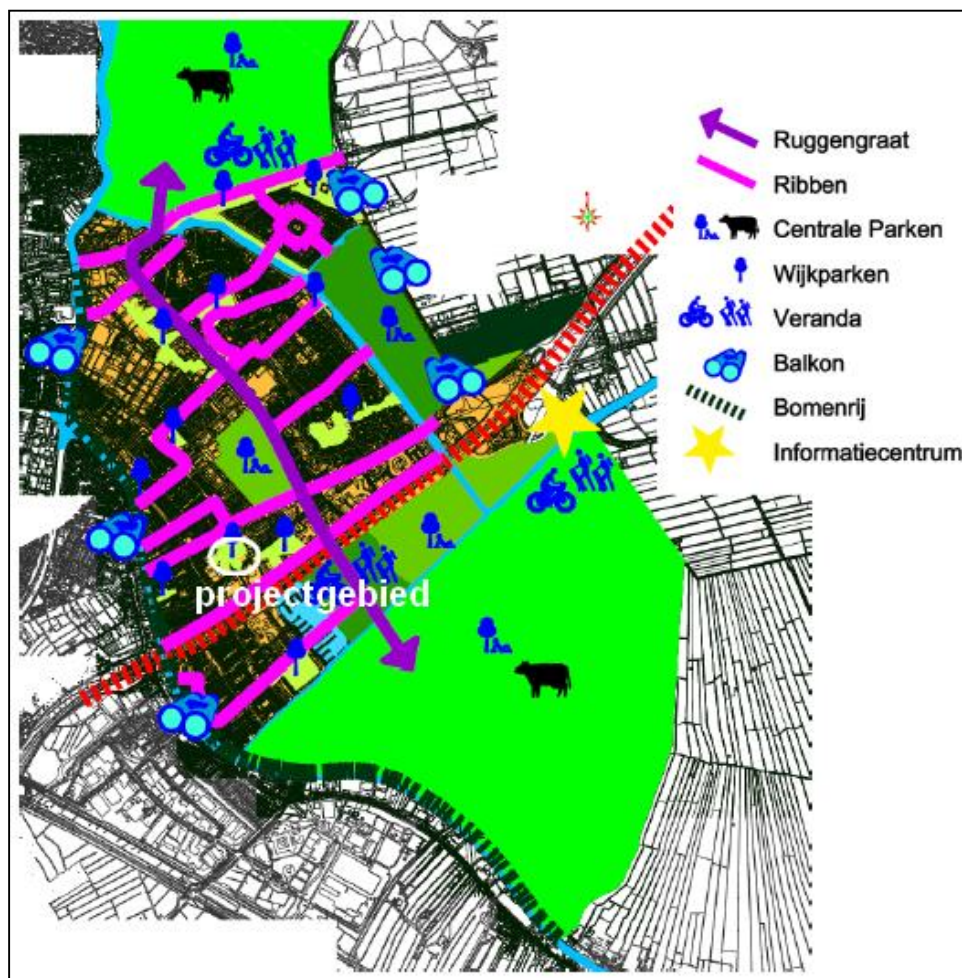 Ruggengraat
Ribben
Centrale Parken
Wijkparken
Veranda
Balkon
Bomenrij
Informatiecentrum
projectgebied